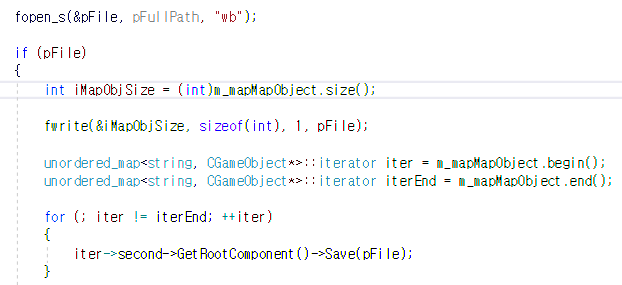 fopen_s(&pFile, pFullPath, "wb");
if (pFile)
{
int iMapObjSize = (int)m_mapMapObject.size();
fwrite(&iMapObjSize, sizeof(int), 1, pFile);
unordered_map<string, CGameObject*>::iterator iter = m_mapMapObject.begin();
unordered_map<string, CGameObject*>::iterator iterEnd = m_mapMapObject.end();
for (; iter != iterEnd; ++iter)
{
iter->second->GetRootComponent()->Save(pFile);
}